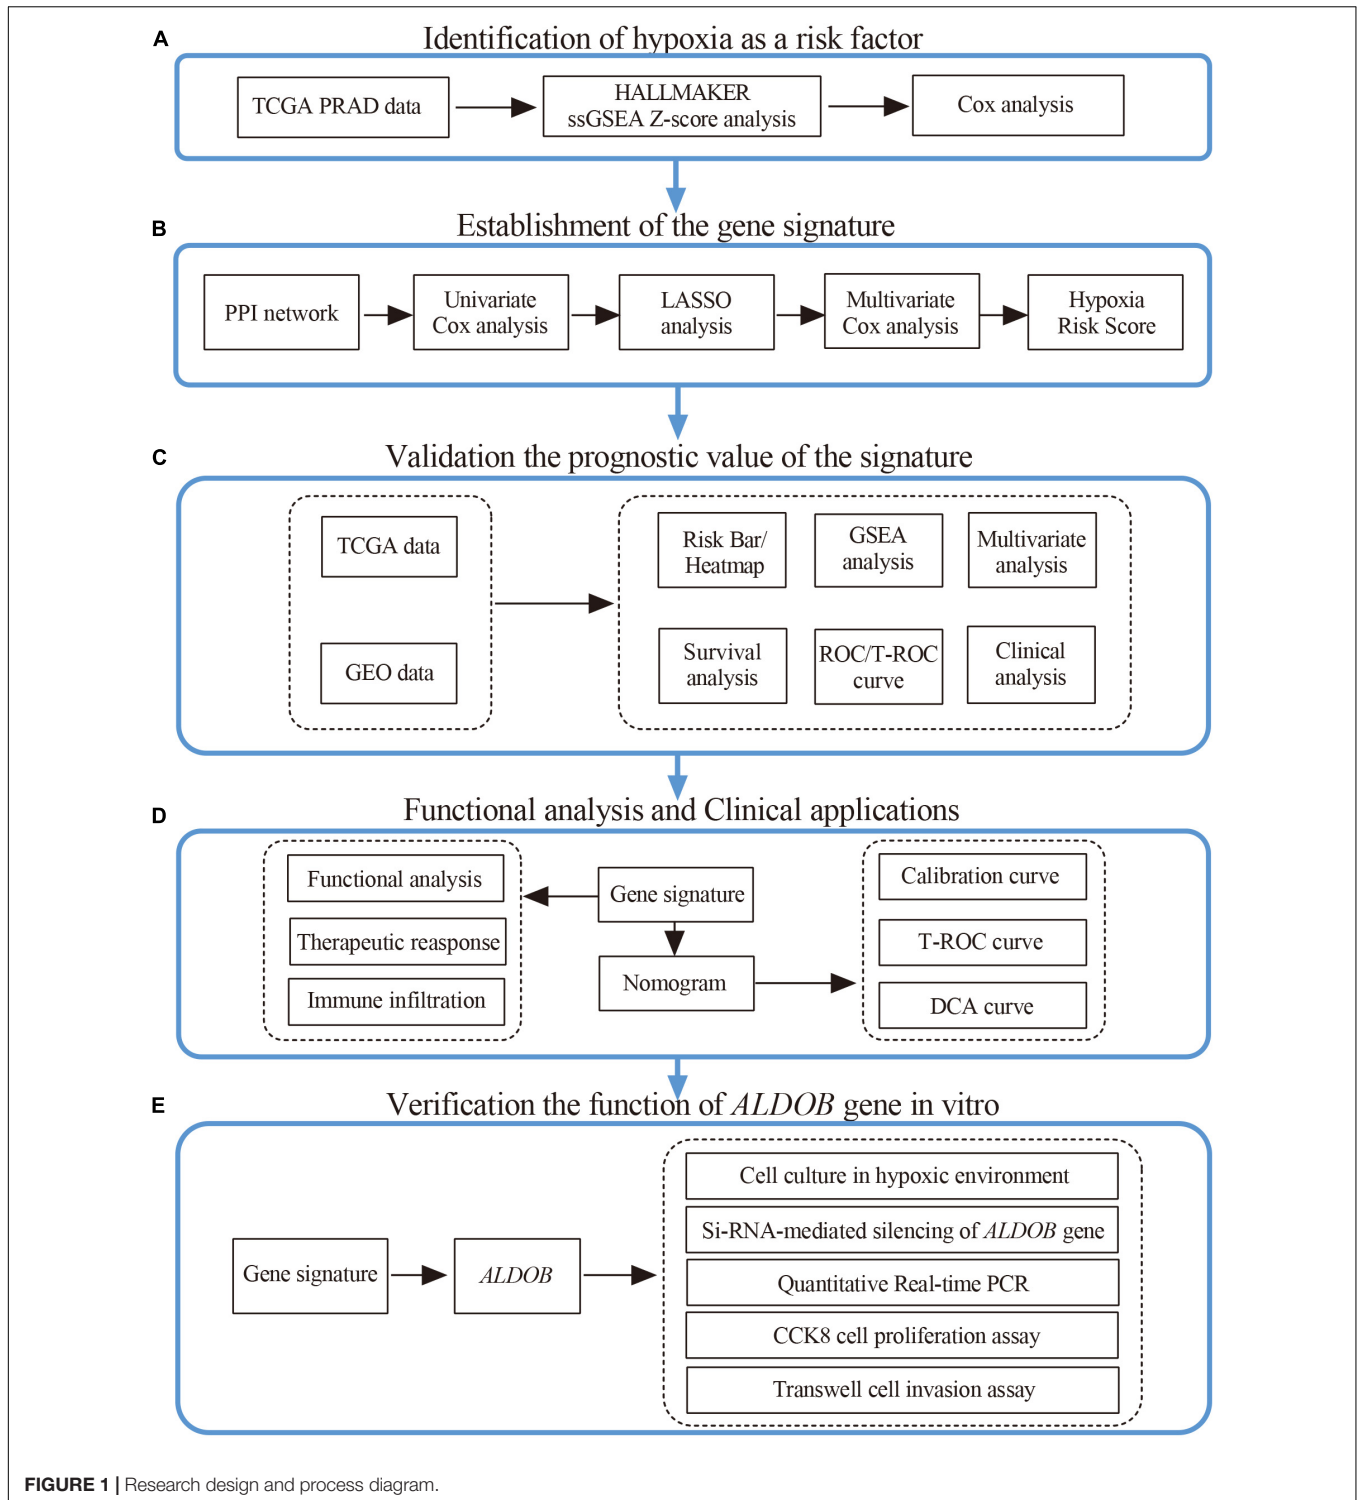 A
Identification of hypoxia as a risk factor
TCGA PRAD data
HALLMAKER
ssGSEA Z-score analysis
Cox analysis
B
Establishment of the gene signature
PPI network
Univariate
Cox analysis
LASSO
analysis
Multivariate
Cox analysis
Hypoxia
Risk Score
C
Validation the prognostic value of the signature
TCGA data
GEO data
Risk Bar/
Heatmap
GSEA
analysis
Multivariate
analysis
Survival
analysis
ROC/T-ROC
curve
Clinical
analysis
D
Functional analysis and Clinical applications
Functional analysis
Therapeutic reasponse
Immune infiltration
Gene signature
Nomogram
Calibration curve
T-ROC curve
DCA curve
E
Verification the function of ALDOB gene in vitro
Gene signature
ALDOB
Cell culture in hypoxic environment
Si-RNA-mediated silencing of ALDOB gene
Quantitative Real-time PCR
CCK8 cell proliferation assay
Transwell cell invasion assay
FIGURE 1 | Research design and process diagram.